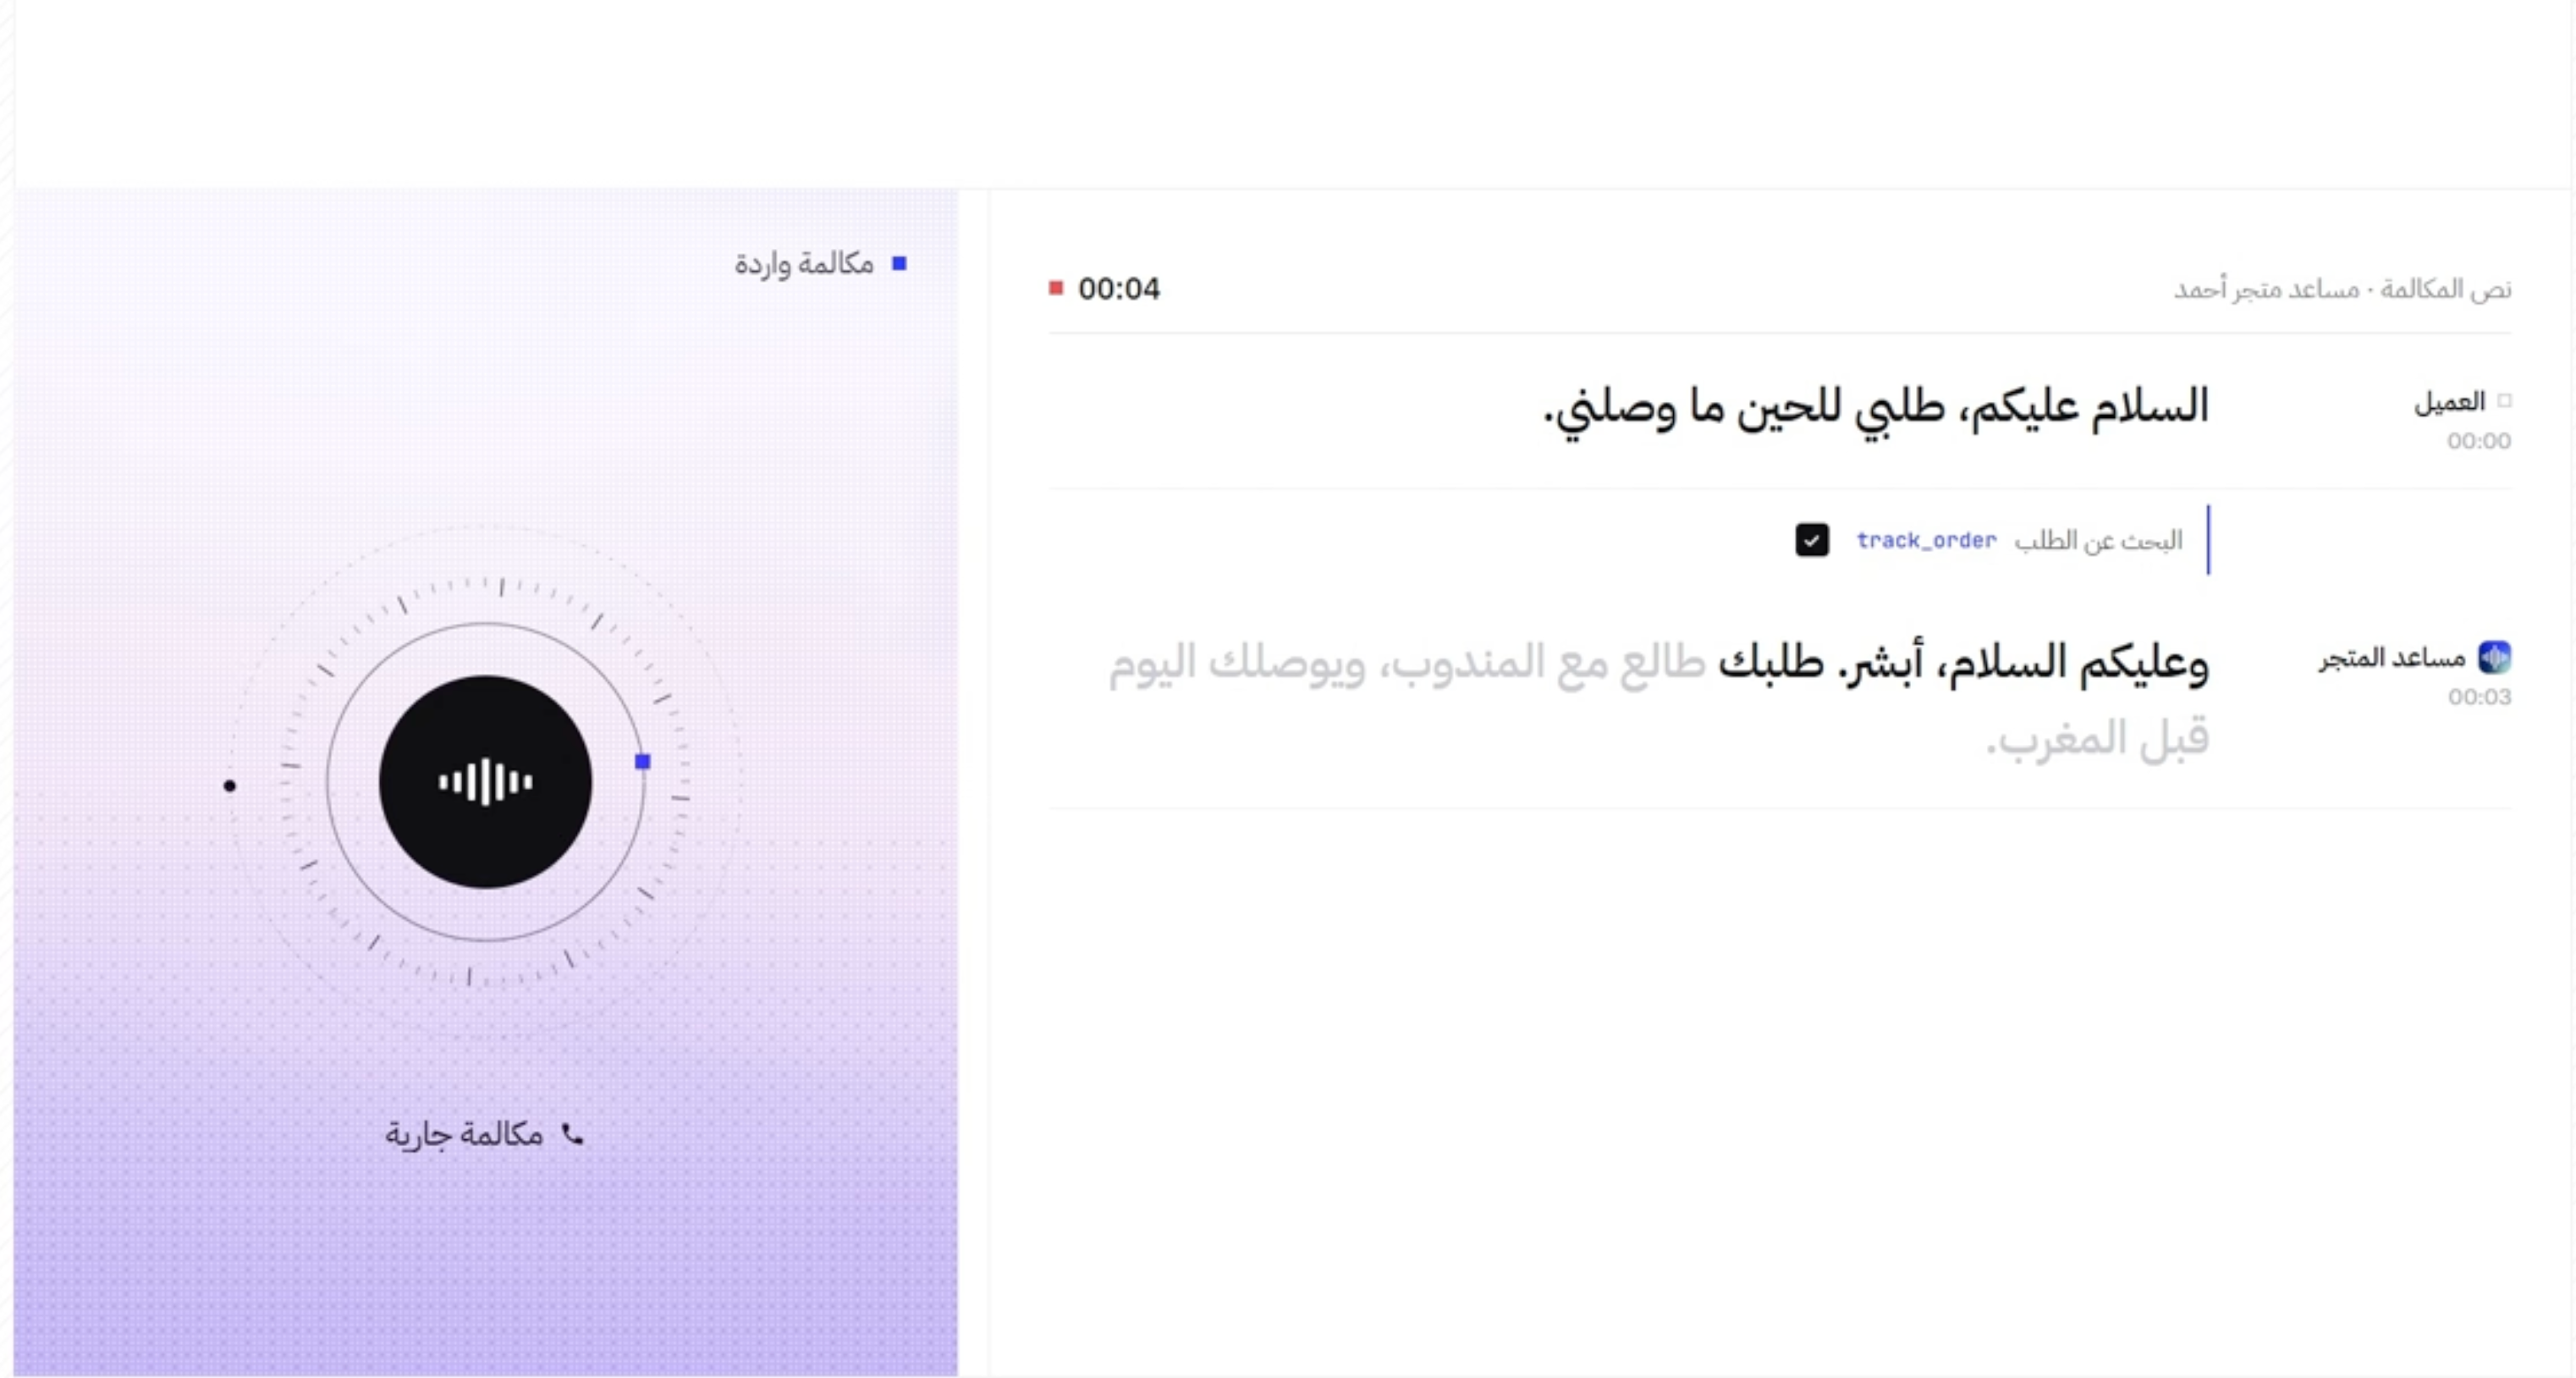 نص المكالمة · مساعد متجر أحمد
00:04
العميل
00:00
السلام عليكم، طلبي للحين ما وصلني.
البحث عن الطلب track_order
مساعد المتجر
00:03
وعليكم السلام، أبشر. طلبك طالع مع المندوب، ويوصلك اليوم
قبل المغرب.
مكالمة واردة
مكالمة جارية